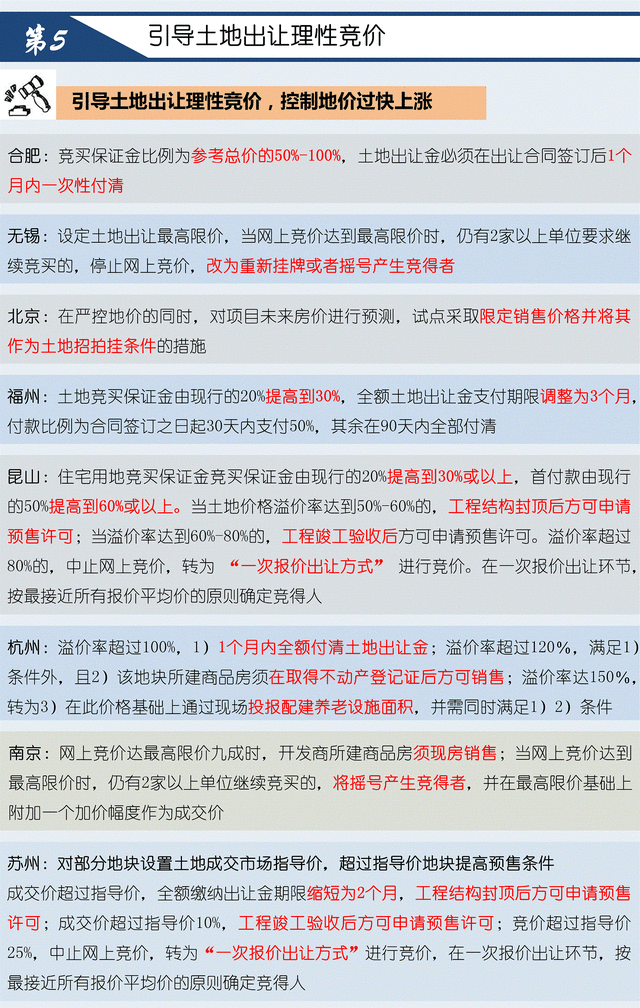 第5
引导土地出让理性竞价
引导土地出让理性竞价，控制地价过快上涨
合肥：竞买保证金比例为参考总价的50%-100%，土地出让金必须在出让合同签订后1个
月内一次性付清
无锡：设定土地出让最高限价，当网上竞价达到最高限价时，仍有2家以上单位要求继
续竞买的，停止网上竞价，改为重新挂牌或者摇号产生竞得者
北京：在严控地价的同时，对项目未来房价进行预测，试点采取限定销售价格并将其
作为土地招拍挂条件的措施
福州：土地竞买保证金由现行的20%提高到30%，全额土地出让金支付期限调整为3个月，
付款比例为合同签订之日起30天内支付50%，其余在90天内全部付清
昆山：住宅用地竞买保证金竞买保证金由现行的20%提高到30%或以上，首付款由现行
的50%提高到60%或以上。当土地价格溢价率达到50%-60%的，工程结构封顶后方可申请
预售许可；当溢价率达到60%-80%的，工程竣工验收后方可申请预售许可。溢价率超过
80%的，中止网上竞价，转为 “一次报价出让方式” 进行竞价。在一次报价出让环节，
按最接近所有报价平均价的原则确定竞得人
杭州：溢价率超过100%，1）1个月内全额付清土地出让金；溢价率超过120%，满足1)
条件外，且2）该地块所建商品房须在取得不动产登记证后方可销售；溢价率达150%，
转为3）在此价格基础上通过现场投报配建养老设施面积，并需同时满足1）2）条件
南京：网上竞价达最高限价九成时，开发商所建商品房须现房销售；当网上竞价达到
最高限价时，仍有2家以上单位继续竞买的，将摇号产生竞得者，并在最高限价基础上
附加一个加价幅度作为成交价
苏州：对部分地块设置土地成交市场指导价，超过指导价地块提高预售条件
成交价超过指导价，全额缴纳出让金期限缩短为2个月，工程结构封顶后方可申请预售
许可；成交价超过指导价10%，工程竣工验收后方可申请预售许可；竞价超过指导价
25%，中止网上竞价，转为“一次报价出让方式”进行竞价，在一次报价出让环节，按
最接近所有报价平均价的原则确定竞得人